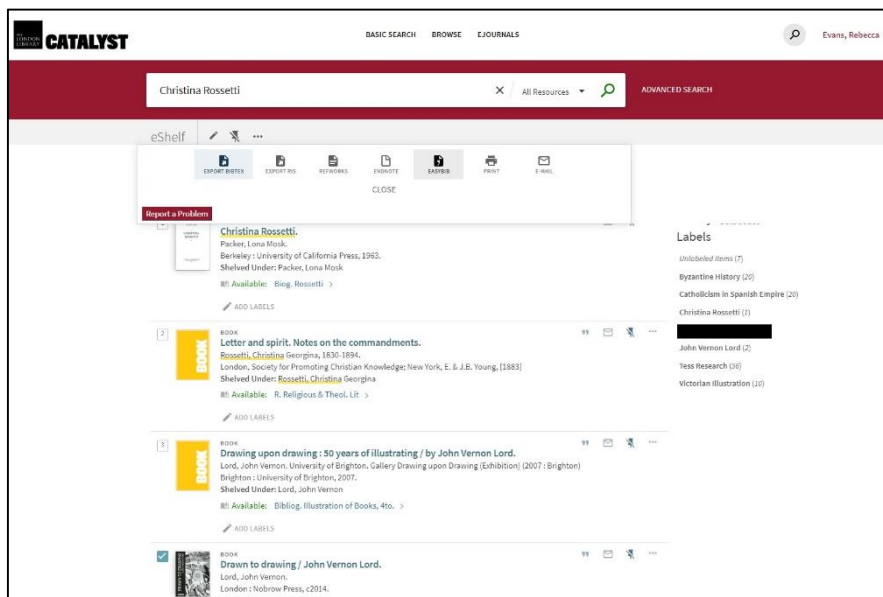 THE LONDON LIBRARY CATALYST
BASIC SEARCH BROWSE EJOURNALS
Evans, Rebecca
Christina Rossetti
All Resources
ADVANCED SEARCH
eShelf
EXPORT BIBTEX EXPORT RIS REFWORKS ENDNOTE EASYBIB PRINT E-MAIL
CLOSE
Report a Problem
Christina Rossetti.
Packer, Lona Mosk.
Berkeley : University of California Press, 1963.
Shelved Under: Packer, Lona Mosk
Available: Biog. Rossetti >
ADD LABELS
2
BOOK
BOOK
Letter and spirit. Notes on the commandments.
Rossetti, Christina Georgina, 1830-1894.
London, Society for Promoting Christian Knowledge; New York, E. & J.B. Young, [1883]
Shelved Under: Rossetti, Christina Georgina
Available: R. Religious & Theol. Lit >
ADD LABELS
3
BOOK
BOOK
Drawing upon drawing : 50 years of illustrating / by John Vernon Lord.
Lord, John Vernon. University of Brighton. Gallery Drawing upon Drawing (Exhibition) (2007 : Brighton)
Brighton : University of Brighton, 2007.
Shelved Under: Lord, John Vernon
Available: Bibliog. Illustration of Books, 4to. >
ADD LABELS
BOOK
Drawn to drawing / John Vernon Lord.
Lord, John Vernon.
London : Nobrow Press, c2014.
Labels
Unlabeled items (7)
Byzantine History (20)
Catholicism in Spanish Empire (20)
Christina Rossetti (1)
John Vernon Lord (2)
Tess Research (36)
Victorian Illustration (10)